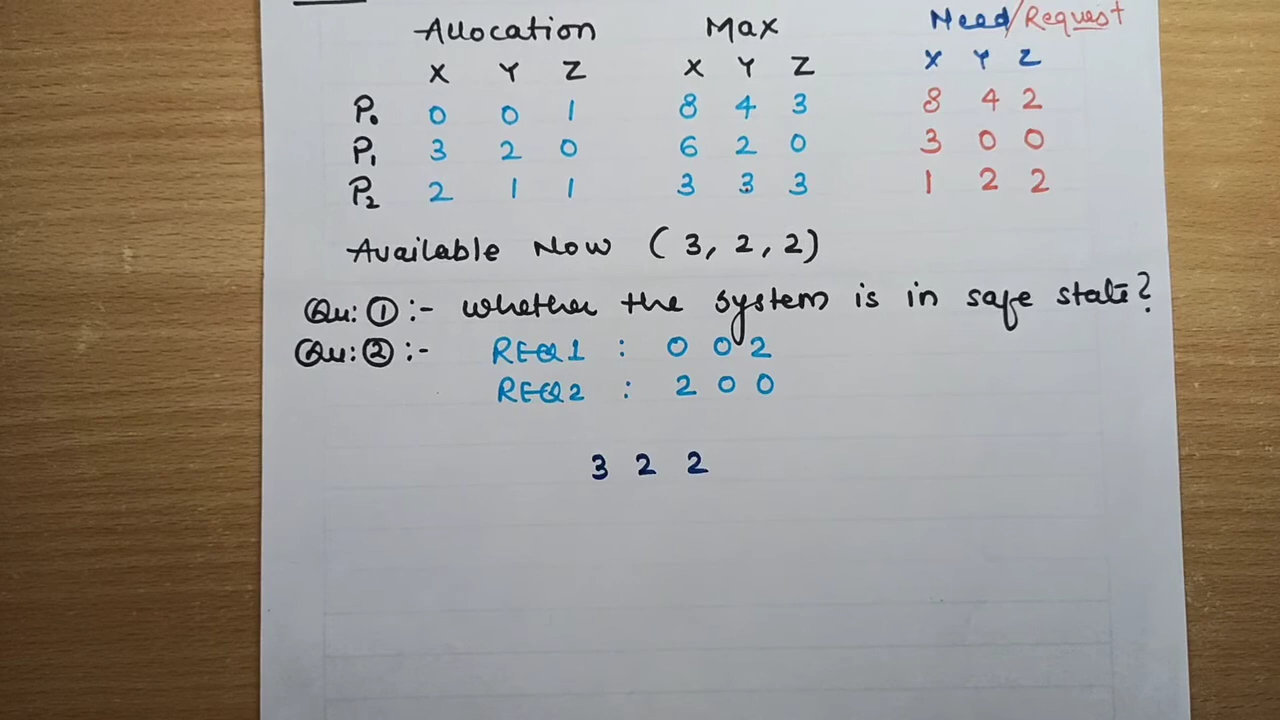 Allocation Max Need/Request
X Y Z X Y Z X Y Z
P0 0 0 1 8 4 3 8 4 2
P1 3 2 0 6 2 0 3 0 0
P2 2 1 1 3 3 3 1 2 2
Available Now (3, 2, 2)
Qu: ① :- whether the system is in safe state?
Qu: ② :- REQ1 : 0 0 2
REQ2 : 2 0 0
3 2 2